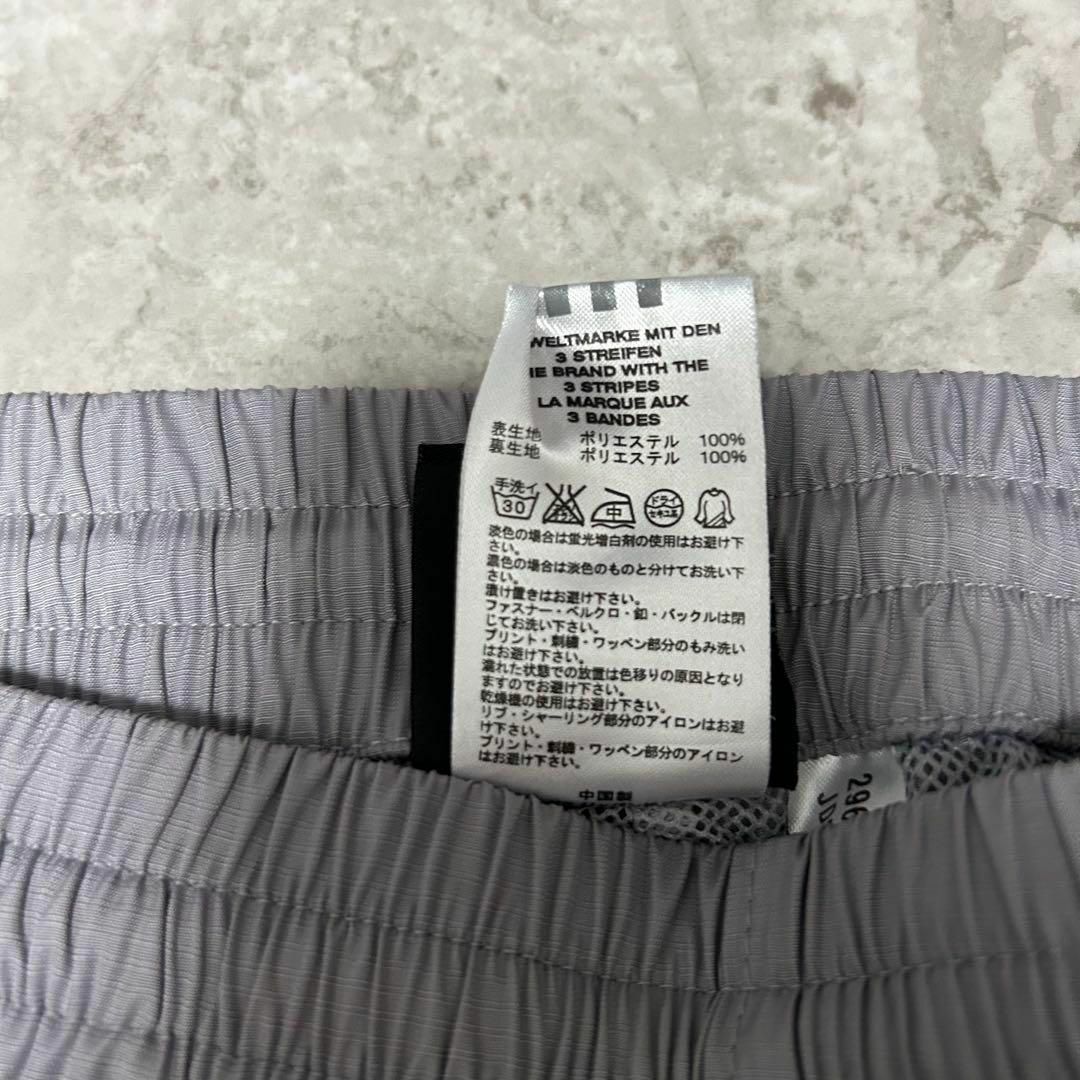 WELTMARKE MIT DEN
3 STREIFEN
THE BRAND WITH THE
3 STRIPES
LA MARQUE AUX
3 BANDES
表生地 ポリエステル 100%
裏生地 ポリエステル 100%
手洗イ
30 エンソサラシ 中 ドライ セキユ系
淡色の場合は蛍光増白剤の使用はお避け下
さい。
濃色の場合は淡色のものと分けてお洗い下
さい。
漬け置きはお避け下さい。
ファスナー・ベルクロ・釦・バックルは閉
じてお洗い下さい。
プリント・刺繍・ワッペン部分のもみ洗い
はお避け下さい。
濡れた状態での放置は色移りの原因となり
ますのでお避け下さい。
乾燥機の使用はお避け下さい。
リブ・シャーリング部分のアイロンはお避
け下さい。
プリント・刺繍・ワッペン部分のアイロン
はお避け下さい。
中国製
296